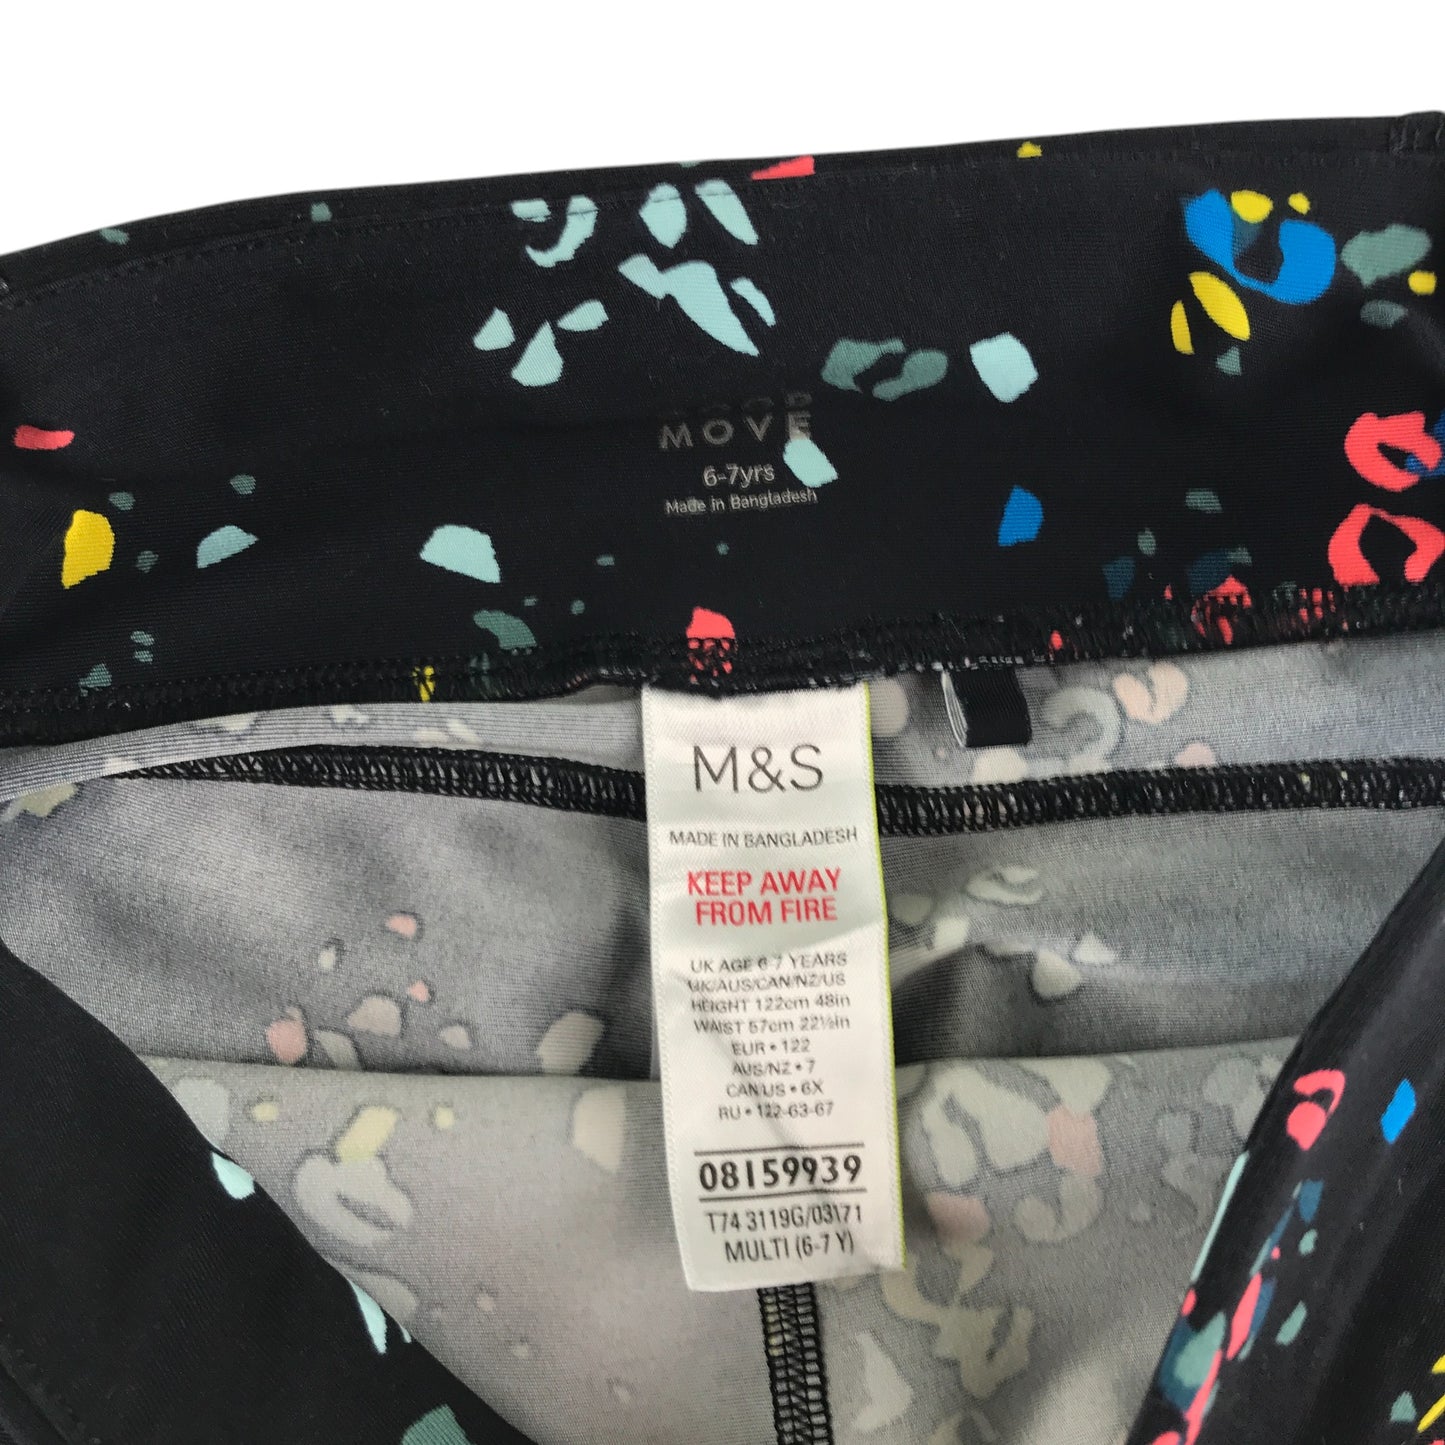 GOOD
MOVE
6-7yrs
Made in Bangladesh
M&S
MADE IN BANGLADESH
KEEP AWAY
FROM FIRE
UK AGE 6-7 YEARS
UK/AUS/CAN/NZ/US
HEIGHT 122cm 48in
WAIST 57cm 22½in
EUR • 122
AUS/NZ • 7
CAN/US • 6X
RU • 122-63-67
08159939
T74 3119G/03\71
MULTI (6-7 Y)